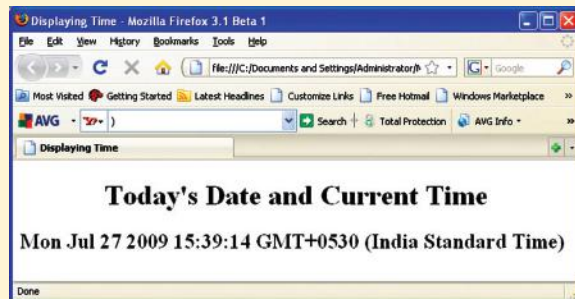 Displaying Time - Mozilla Firefox 3.1 Beta 1
File Edit View History Bookmarks Tools Help
file:///C:/Documents and Settings/Administrator/ G Google
Most Visited Getting Started Latest Headlines Customize Links Free Hotmail Windows Marketplace »
AVG ) Search Total Protection AVG Info »
Displaying Time
Today's Date and Current Time
Mon Jul 27 2009 15:39:14 GMT+0530 (India Standard Time)
Done